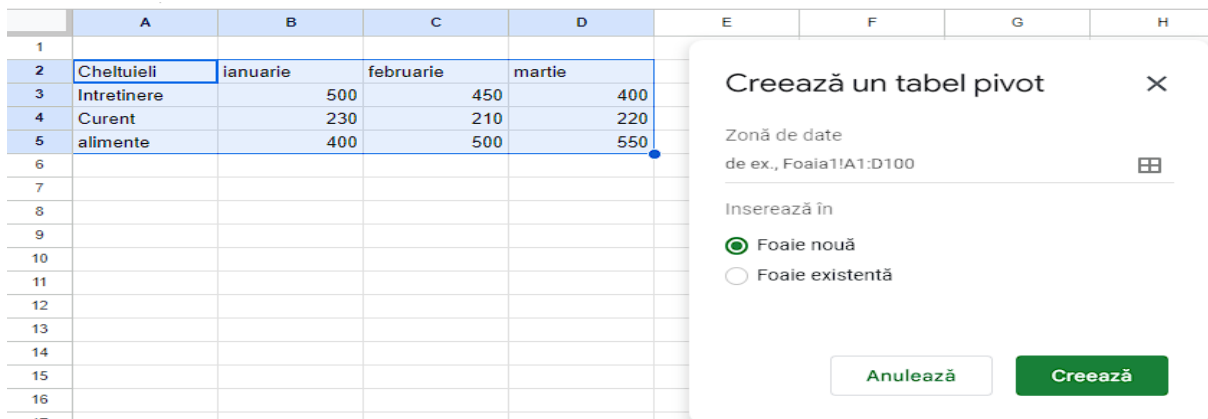 A B C D E F G H
1
2 Cheltuieli ianuarie februarie martie
3 Intretinere 500 450 400
4 Curent 230 210 220
5 alimente 400 500 550
6
7
8
9
10
11
12
13
14
15
16
Creează un tabel pivot
Zonă de date
de ex., Foaia1!A1:D100
Inserează în
Foaie nouă
Foaie existentă
Anulează Creează